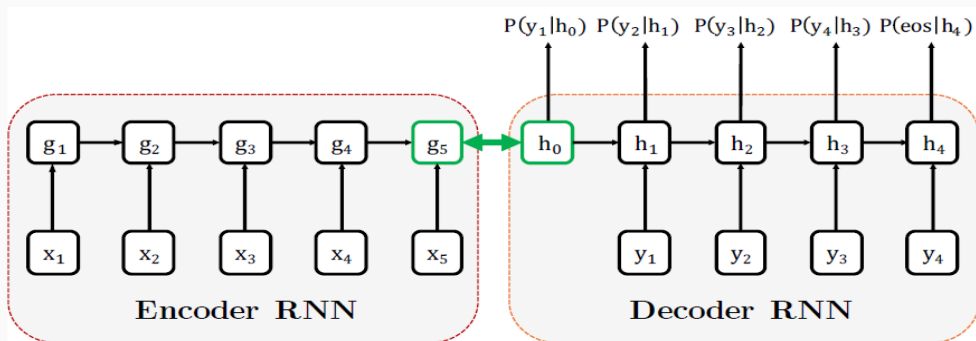 P(y₁|h₀) P(y₂|h₁) P(y₃|h₂) P(y₄|h₃) P(eos|h₄)
g₁ g₂ g₃ g₄ g₅ h₀ h₁ h₂ h₃ h₄
x₁ x₂ x₃ x₄ x₅ y₁ y₂ y₃ y₄
Encoder RNN Decoder RNN